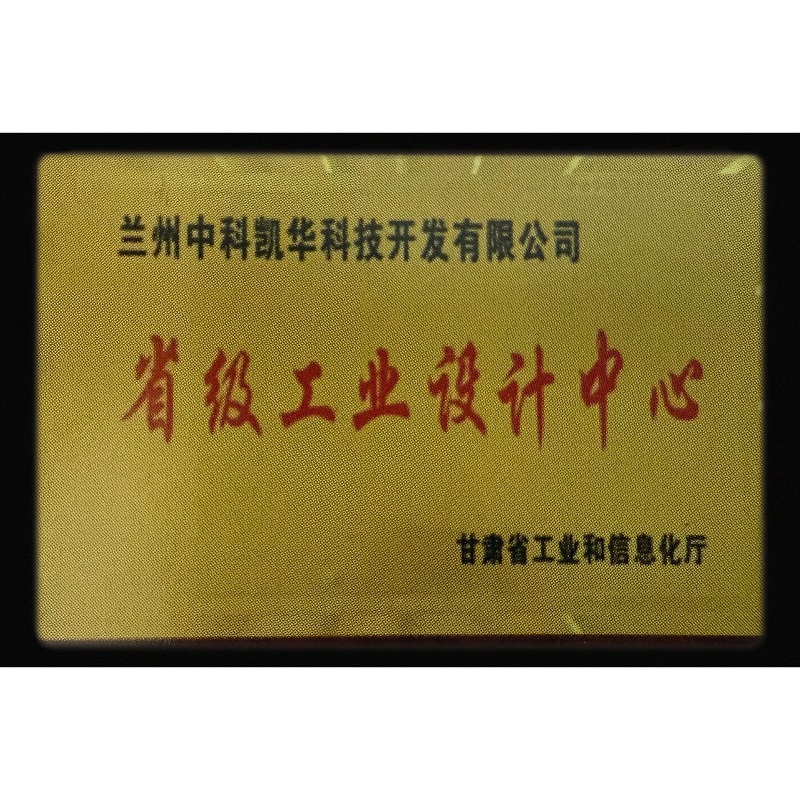 兰州中科凯华科技开发有限公司
省级工业设计中心
甘肃省工业和信息化厅